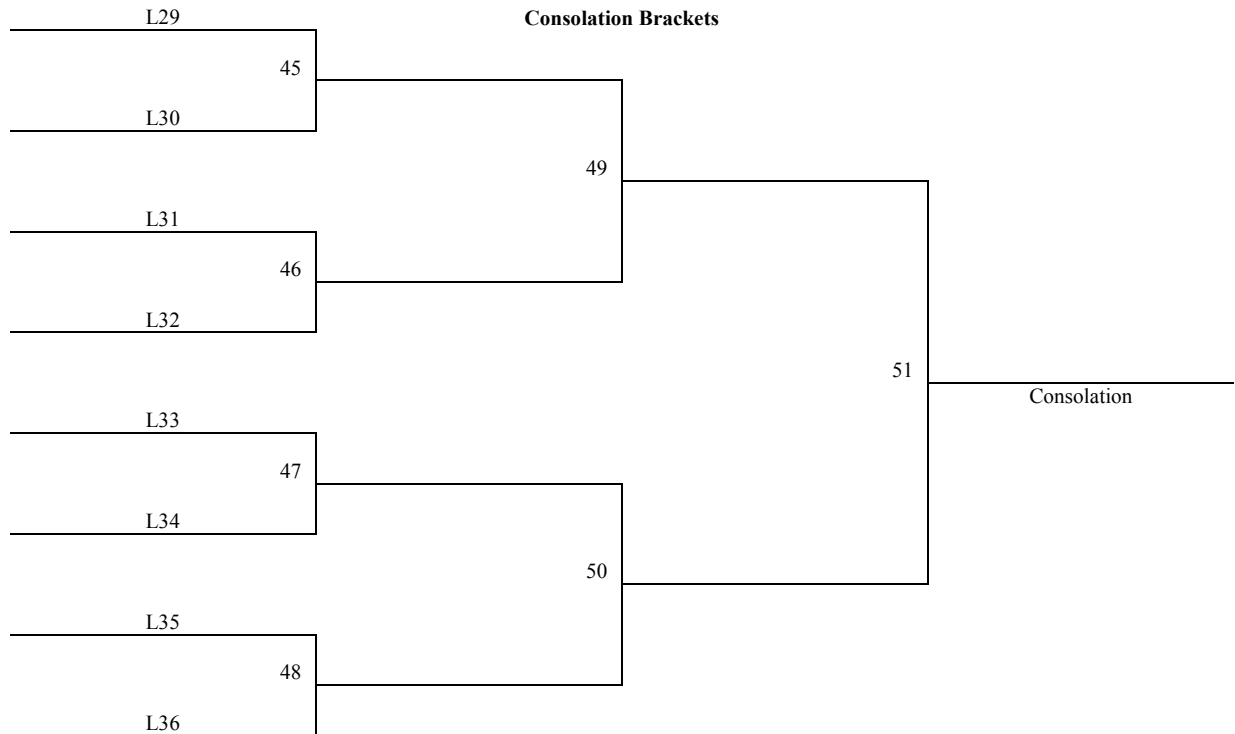 Consolation Brackets
L29
45
L30
49
L31
46
L32
51
Consolation
L33
47
L34
50
L35
48
L36